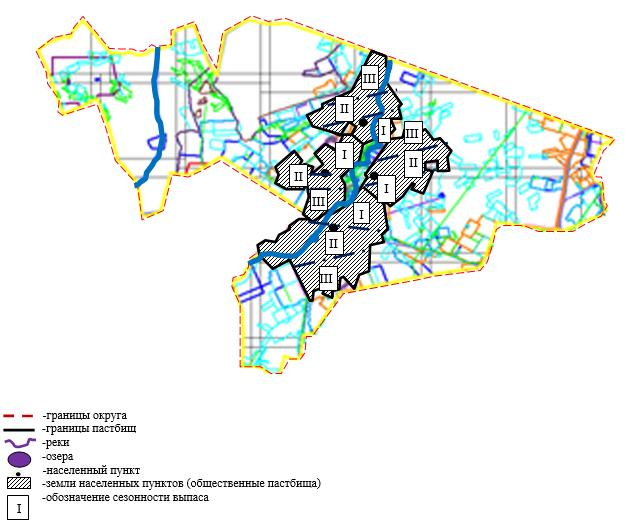 III
II
I
III
I
II
II
I
III
I
II
III
-границы округа
-границы пастбищ
-реки
-озера
-населенный пункт
-земли населенных пунктов (общественные пастбища)
I
-обозначение сезонности выпаса